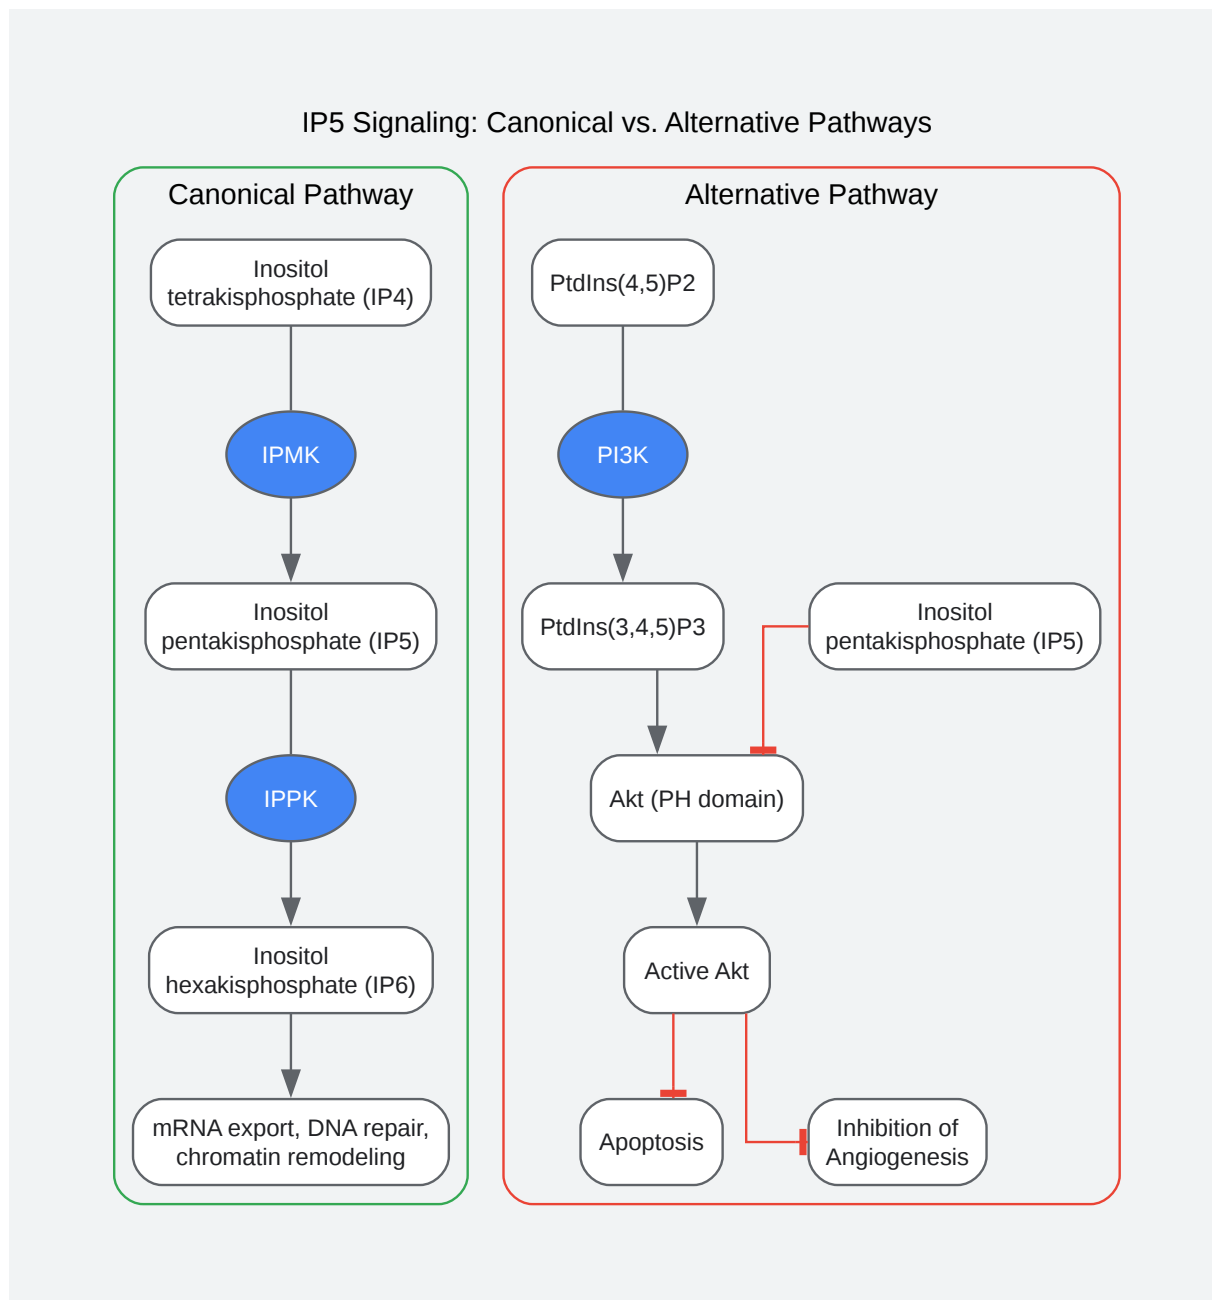 IP5 Signaling: Canonical vs. Alternative Pathways
Canonical Pathway
Inositol
tetrakisphosphate (IP4)
IPMK
Inositol
pentakisphosphate (IP5)
IPPK
Inositol
hexakisphosphate (IP6)
mRNA export, DNA repair,
chromatin remodeling
Alternative Pathway
PtdIns(4,5)P2
PI3K
PtdIns(3,4,5)P3
Inositol
pentakisphosphate (IP5)
Akt (PH domain)
Active Akt
Apoptosis
Inhibition of
Angiogenesis